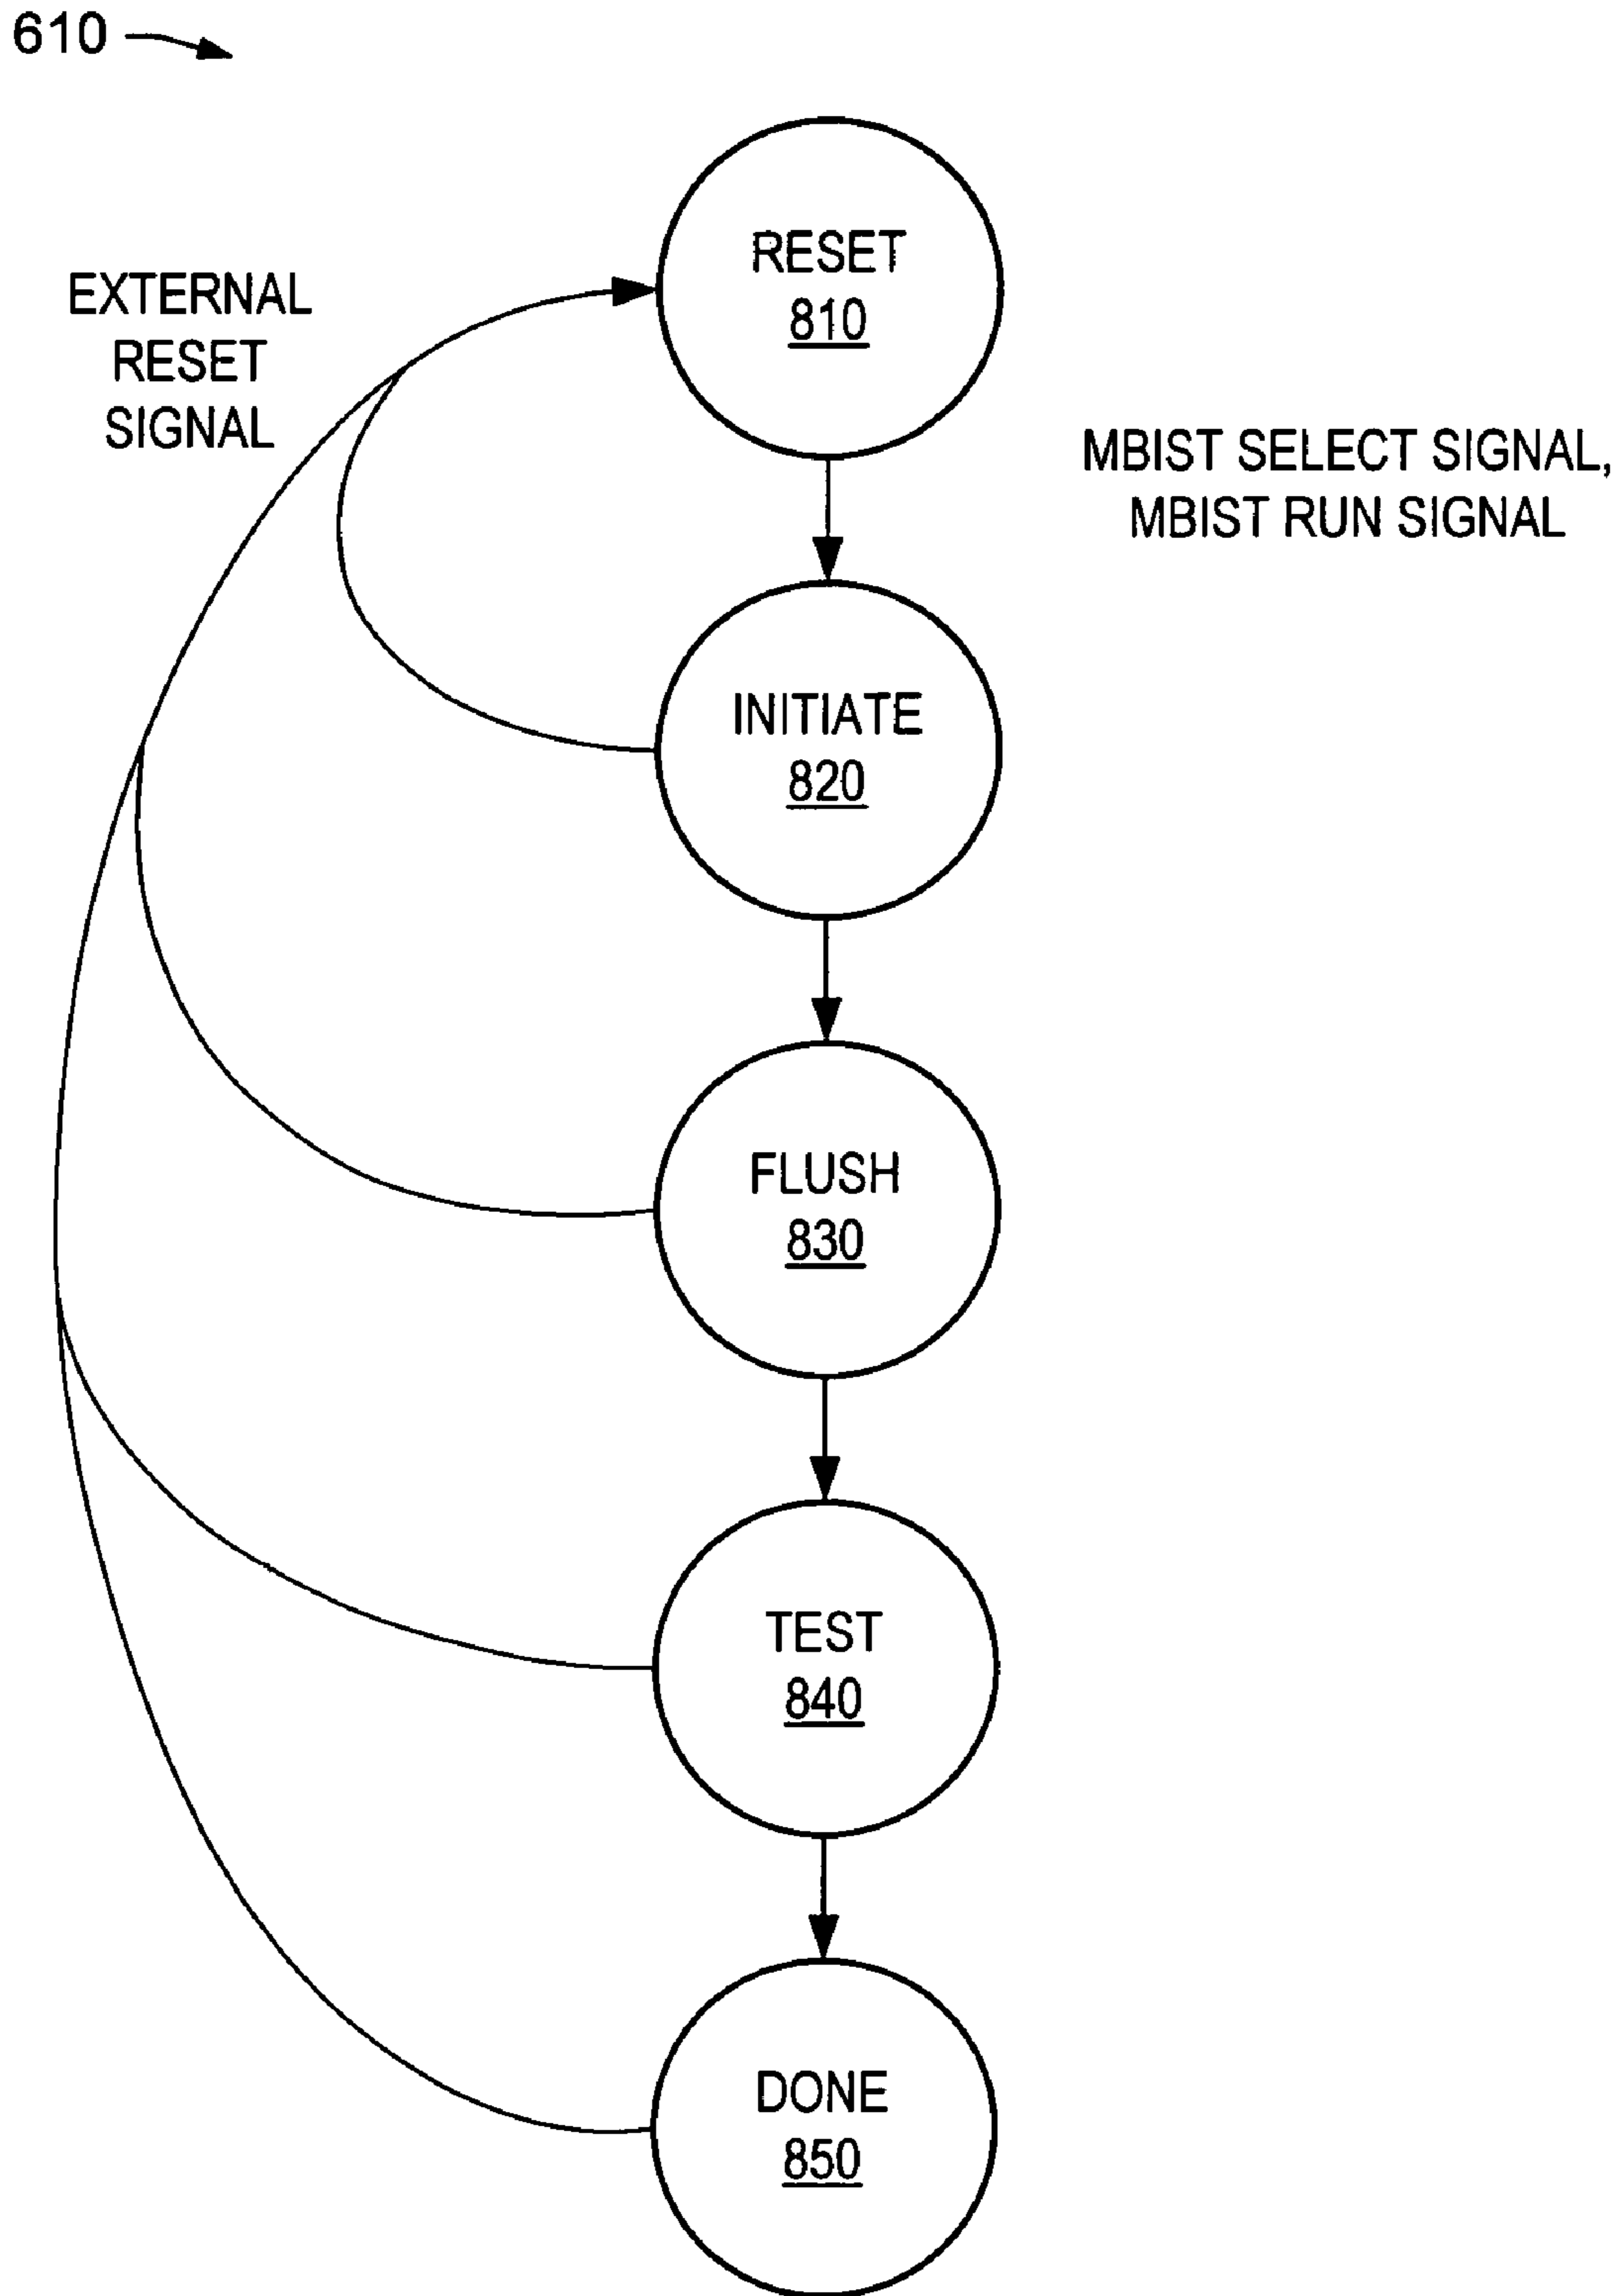 610
RESET
810
EXTERNAL
RESET
SIGNAL
MBIST SELECT SIGNAL,
MBIST RUN SIGNAL
INITIATE
820
FLUSH
830
TEST
840
DONE
850